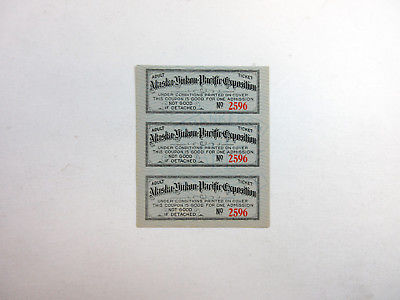 ADULT TICKET
Alaska-Yukon-Pacific-Exposition
UNDER CONDITIONS PRINTED ON COVER
THIS COUPON IS GOOD FOR ONE ADMISSION
NOT GOOD
IF DETACHED
No 2596
ADULT TICKET
Alaska-Yukon-Pacific-Exposition
UNDER CONDITIONS PRINTED ON COVER
THIS COUPON IS GOOD FOR ONE ADMISSION
NOT GOOD
IF DETACHED
No 2596
ADULT TICKET
Alaska-Yukon-Pacific-Exposition
UNDER CONDITIONS PRINTED ON COVER
THIS COUPON IS GOOD FOR ONE ADMISSION
NOT GOOD
IF DETACHED
No 2596